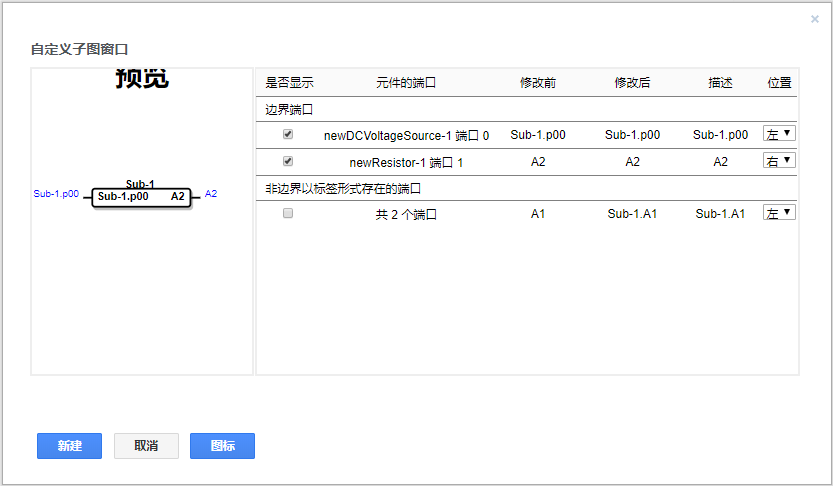 ×
自定义子图窗口
预览
Sub-1
Sub-1.p00 Sub-1.p00 A2 A2
是否显示 元件的端口 修改前 修改后 描述 位置
边界端口
newDCVoltageSource-1 端口 0 Sub-1.p00 Sub-1.p00 Sub-1.p00 左
newResistor-1 端口 1 A2 A2 A2 右
非边界以标签形式存在的端口
共 2 个端口 A1 Sub-1.A1 Sub-1.A1 左
新建 取消 图标